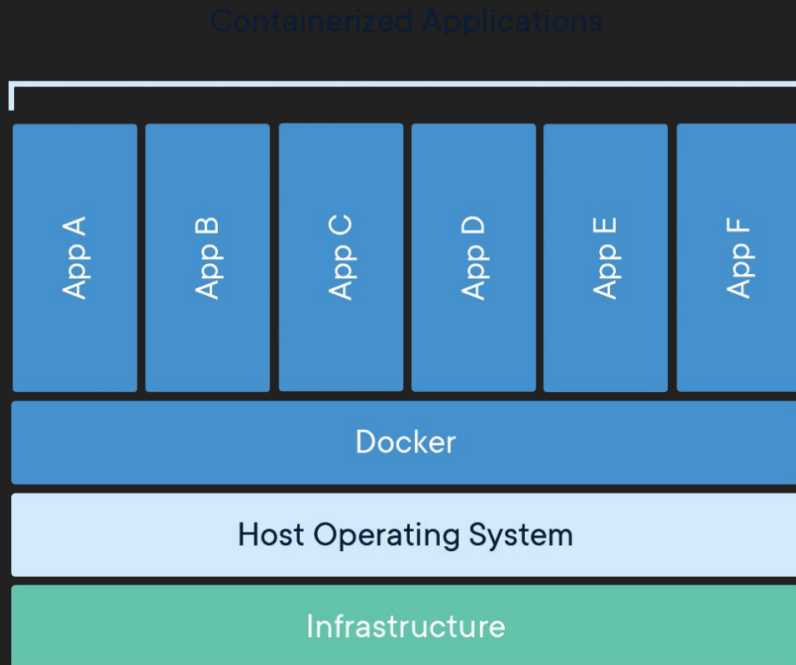 Containerized Applications
App A
App B
App C
App D
App E
App F
Docker
Host Operating System
Infrastructure